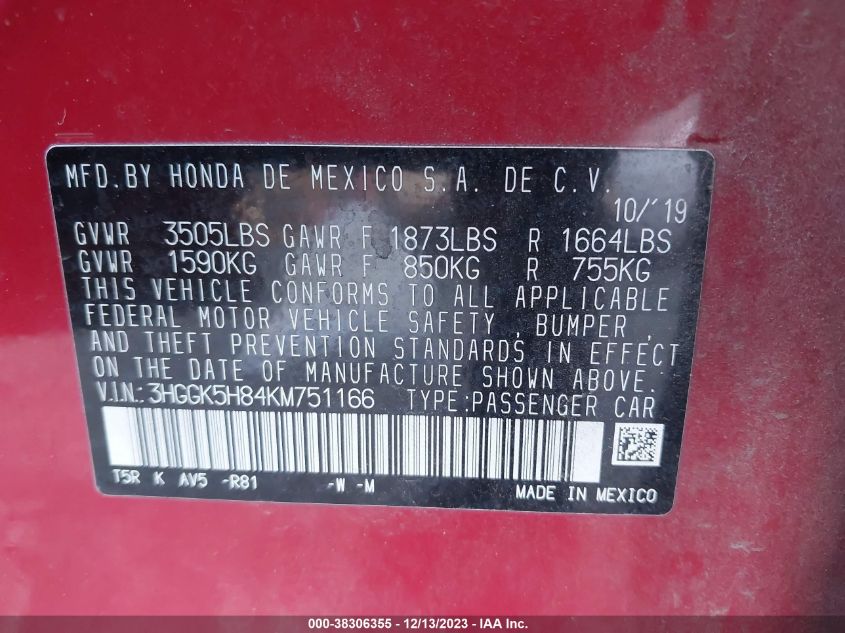 MFD.BY HONDA DE MEXICO S.A. DE C.V.
10/'19
GVWR 3505LBS GAWR F 1873LBS R 1664LBS
GVWR 1590KG GAWR F 850KG R 755KG
THIS VEHICLE CONFORMS TO ALL APPLICABLE
FEDERAL MOTOR VEHICLE SAFETY, BUMPER,
AND THEFT PREVENTION STANDARDS IN EFFECT
ON THE DATE OF MANUFACTURE SHOWN ABOVE.
V.I.N.: 3HGGK5H84KM751166 TYPE:PASSENGER CAR
T5R K AV5 -R81 -W -M
MADE IN MEXICO
000-38306355 - 12/13/2023 - IAA Inc.